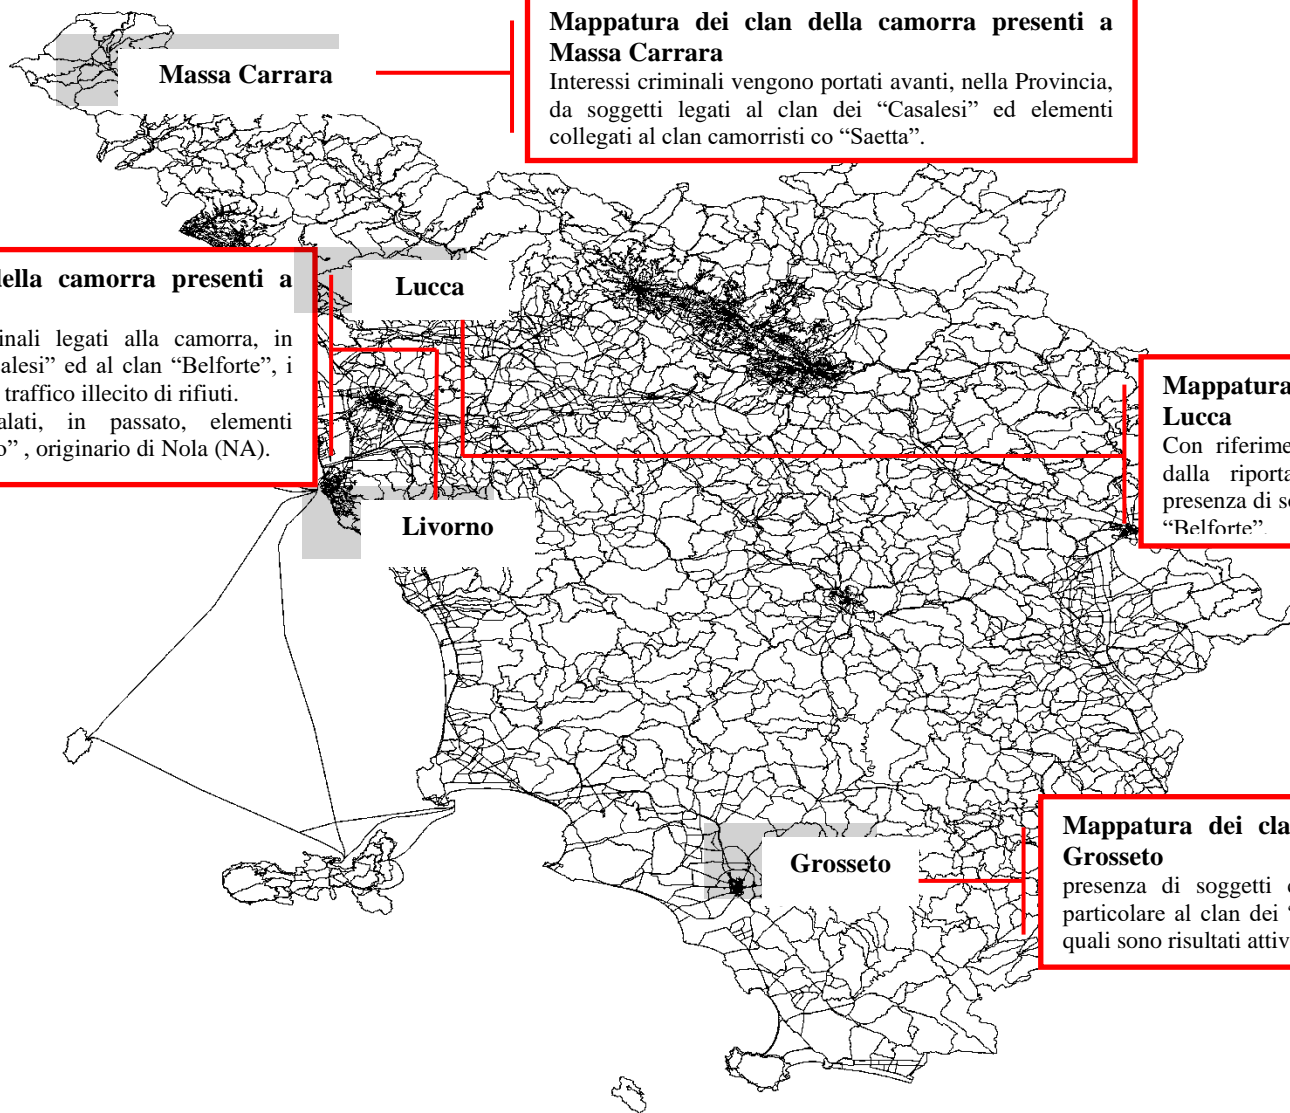 Mappatura dei clan della camorra presenti a
Massa Carrara
Interessi criminali vengono portati avanti, nella Provincia,
da soggetti legati al clan dei “Casalesi” ed elementi
collegati al clan camorristi co “Saetta”.
Massa Carrara
della camorra presenti a
inali legati alla camorra, in
alesi” ed al clan “Belforte”, i
traffico illecito di rifiuti.
alati, in passato, elementi
o” , originario di Nola (NA).
Lucca
Livorno
Mappatura
Lucca
Con riferime
dalla riporta
presenza di so
“Belforte”.
Grosseto
Mappatura dei cla
Grosseto
presenza di soggetti
particolare al clan dei “
quali sono risultati attiv